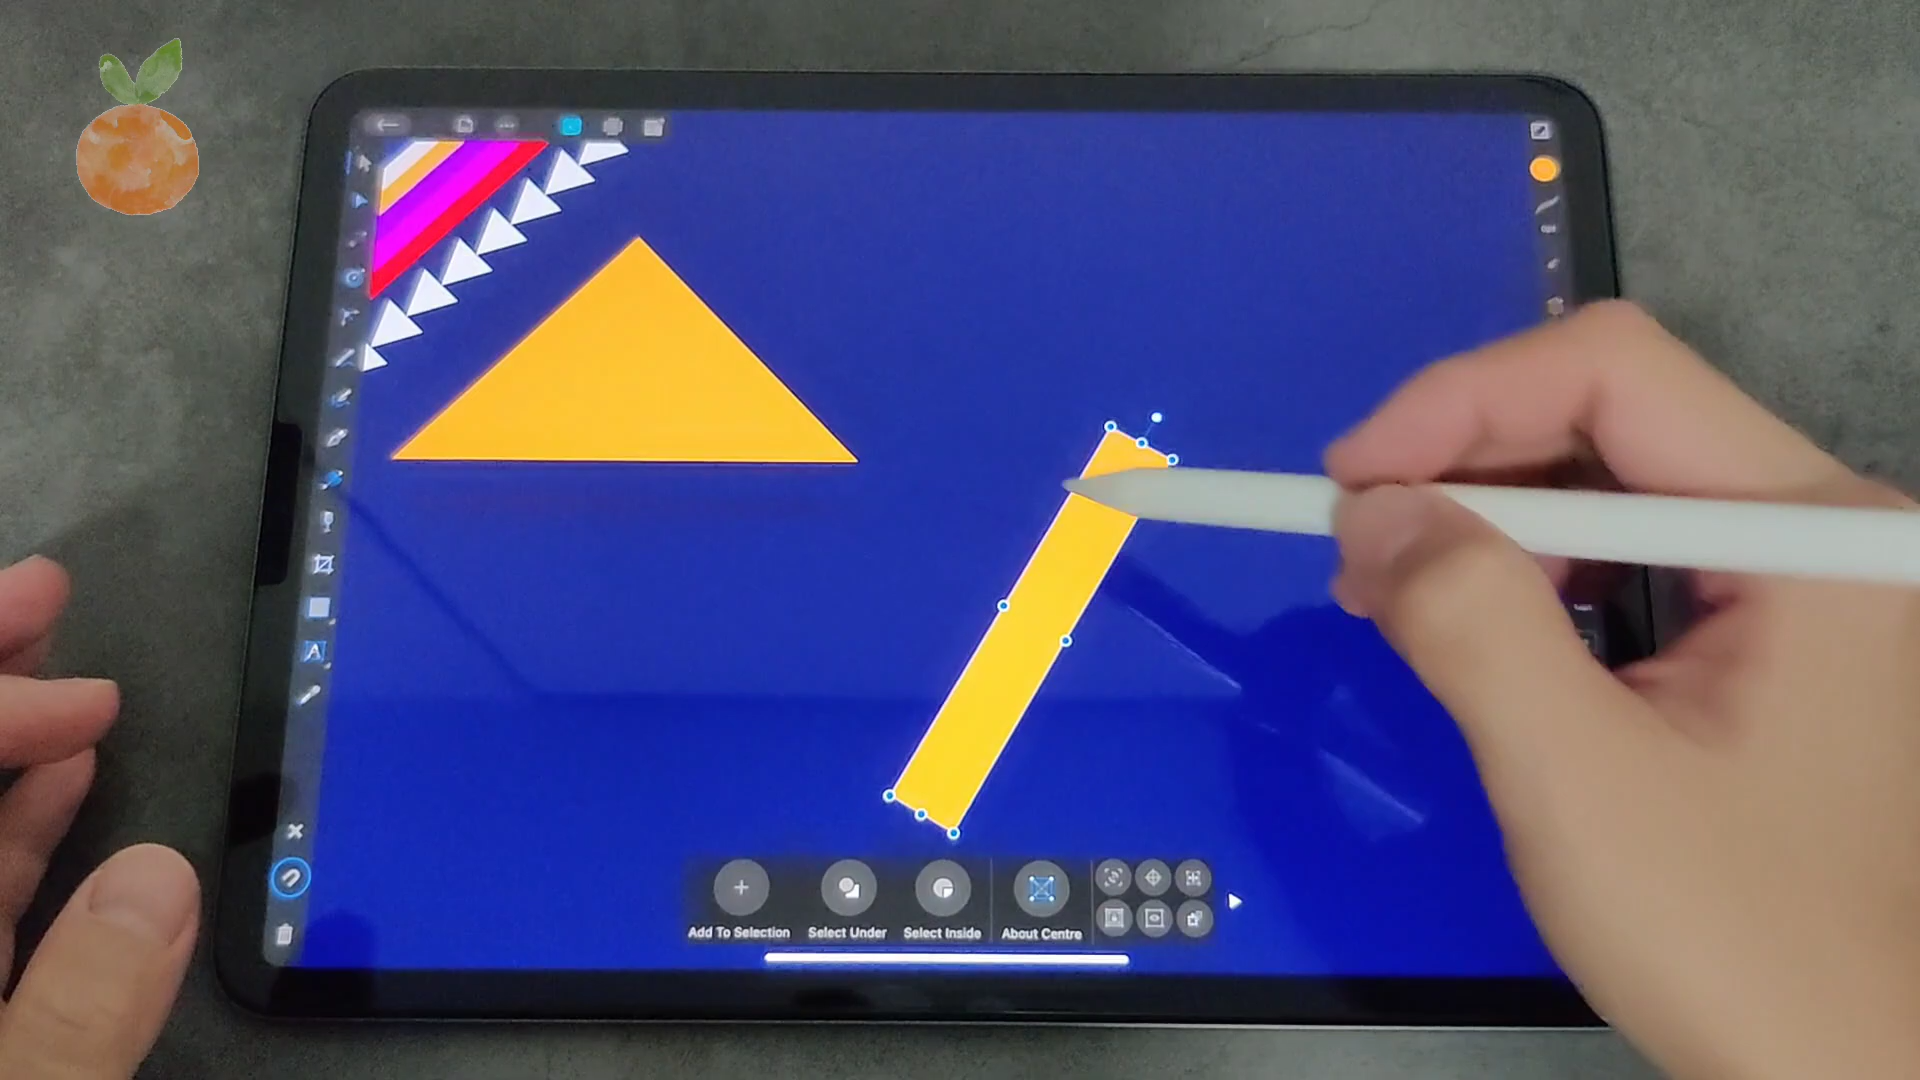 A
Add To Selection
Select Under
Select Inside
About Centre